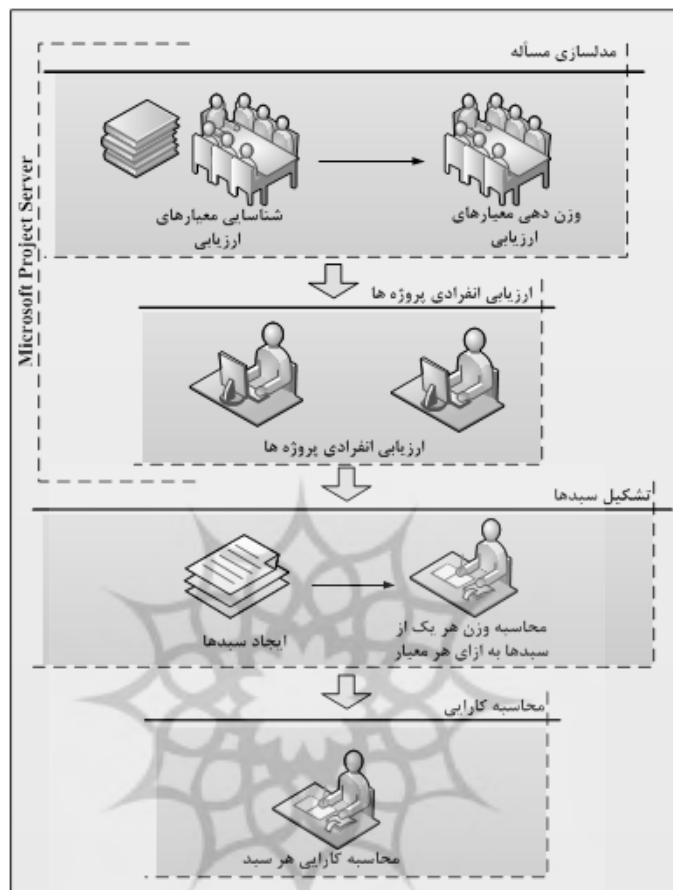 مدلسازی مسأله
شناسایی معیارهای
ارزیابی
وزن دهی معیارهای
ارزیابی
Microsoft Project Server
ارزیابی انفرادی پروژه ها
ارزیابی انفرادی پروژه ها
تشکیل سبدها
ایجاد سبدها
محاسبه وزن هر یک از
سبدها به ازای هر معیار
محاسبه کارایی
محاسبه کارایی هر سبد